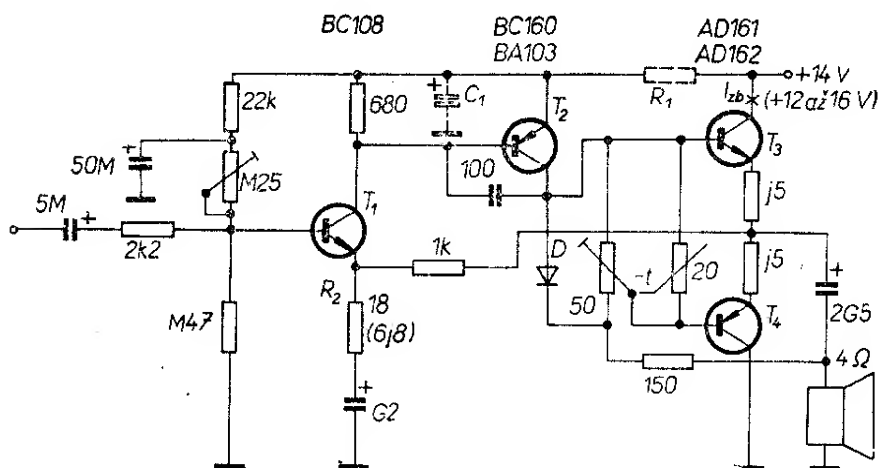 BC108
BC160
BA103
AD161
AD162
+14 V
(+12 až 16 V)
22k
680
C₁
T₂
R₁
Izb
T₃
50M
M25
100
j5
5M
2k2
T₁
1k
D
-t
20
j5
R₂
50
T₄
2G5
M47
18
(6j8)
150
4 Ω
G2